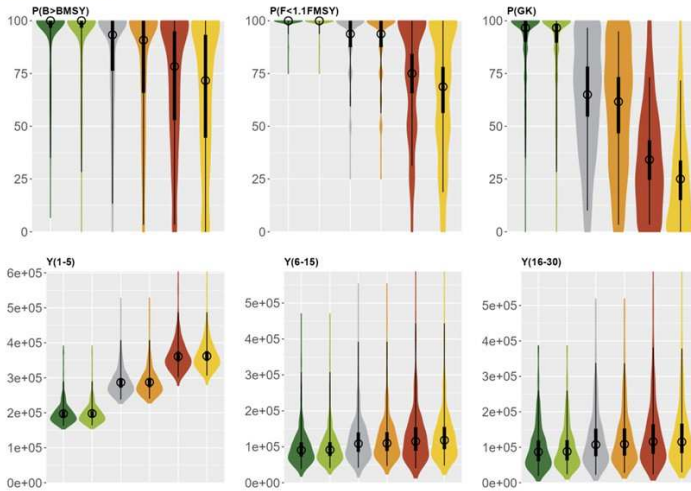 P(B>BMSY)
P(F<1.1FMSY)
P(GK)
100
75
50
25
0
100
75
50
25
0
100
75
50
25
0
Y(1-5)
Y(6-15)
Y(16-30)
6e+05
5e+05
4e+05
3e+05
2e+05
1e+05
0e+00
5e+05
4e+05
3e+05
2e+05
1e+05
0e+00
5e+05
4e+05
3e+05
2e+05
1e+05
0e+00